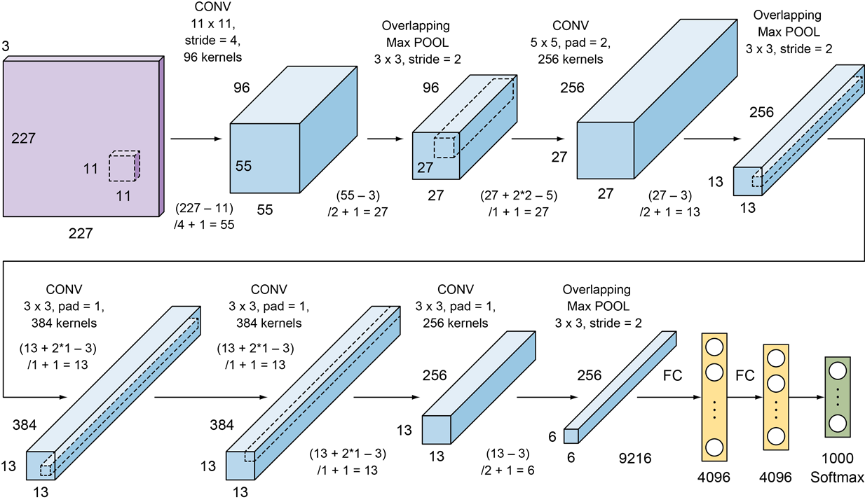 3
227
11
11
227
CONV
11 x 11,
stride = 4,
96 kernels
96
55
55
(227 – 11)
/4 + 1 = 55
Overlapping
Max POOL
3 x 3, stride = 2
96
27
27
(55 – 3)
/2 + 1 = 27
CONV
5 x 5, pad = 2,
256 kernels
256
27
27
(27 + 2*2 – 5)
/1 + 1 = 27
Overlapping
Max POOL
3 x 3, stride = 2
256
13
13
(27 – 3)
/2 + 1 = 13
CONV
3 x 3, pad = 1,
384 kernels
(13 + 2*1 – 3)
/1 + 1 = 13
384
13
13
CONV
3 x 3, pad = 1,
384 kernels
(13 + 2*1 – 3)
/1 + 1 = 13
384
13
13
CONV
3 x 3, pad = 1,
256 kernels
256
13
13
(13 + 2*1 – 3)
/1 + 1 = 13
Overlapping
Max POOL
3 x 3, stride = 2
256
6
6
(13 – 3)
/2 + 1 = 6
9216
FC
4096
FC
4096
1000
Softmax